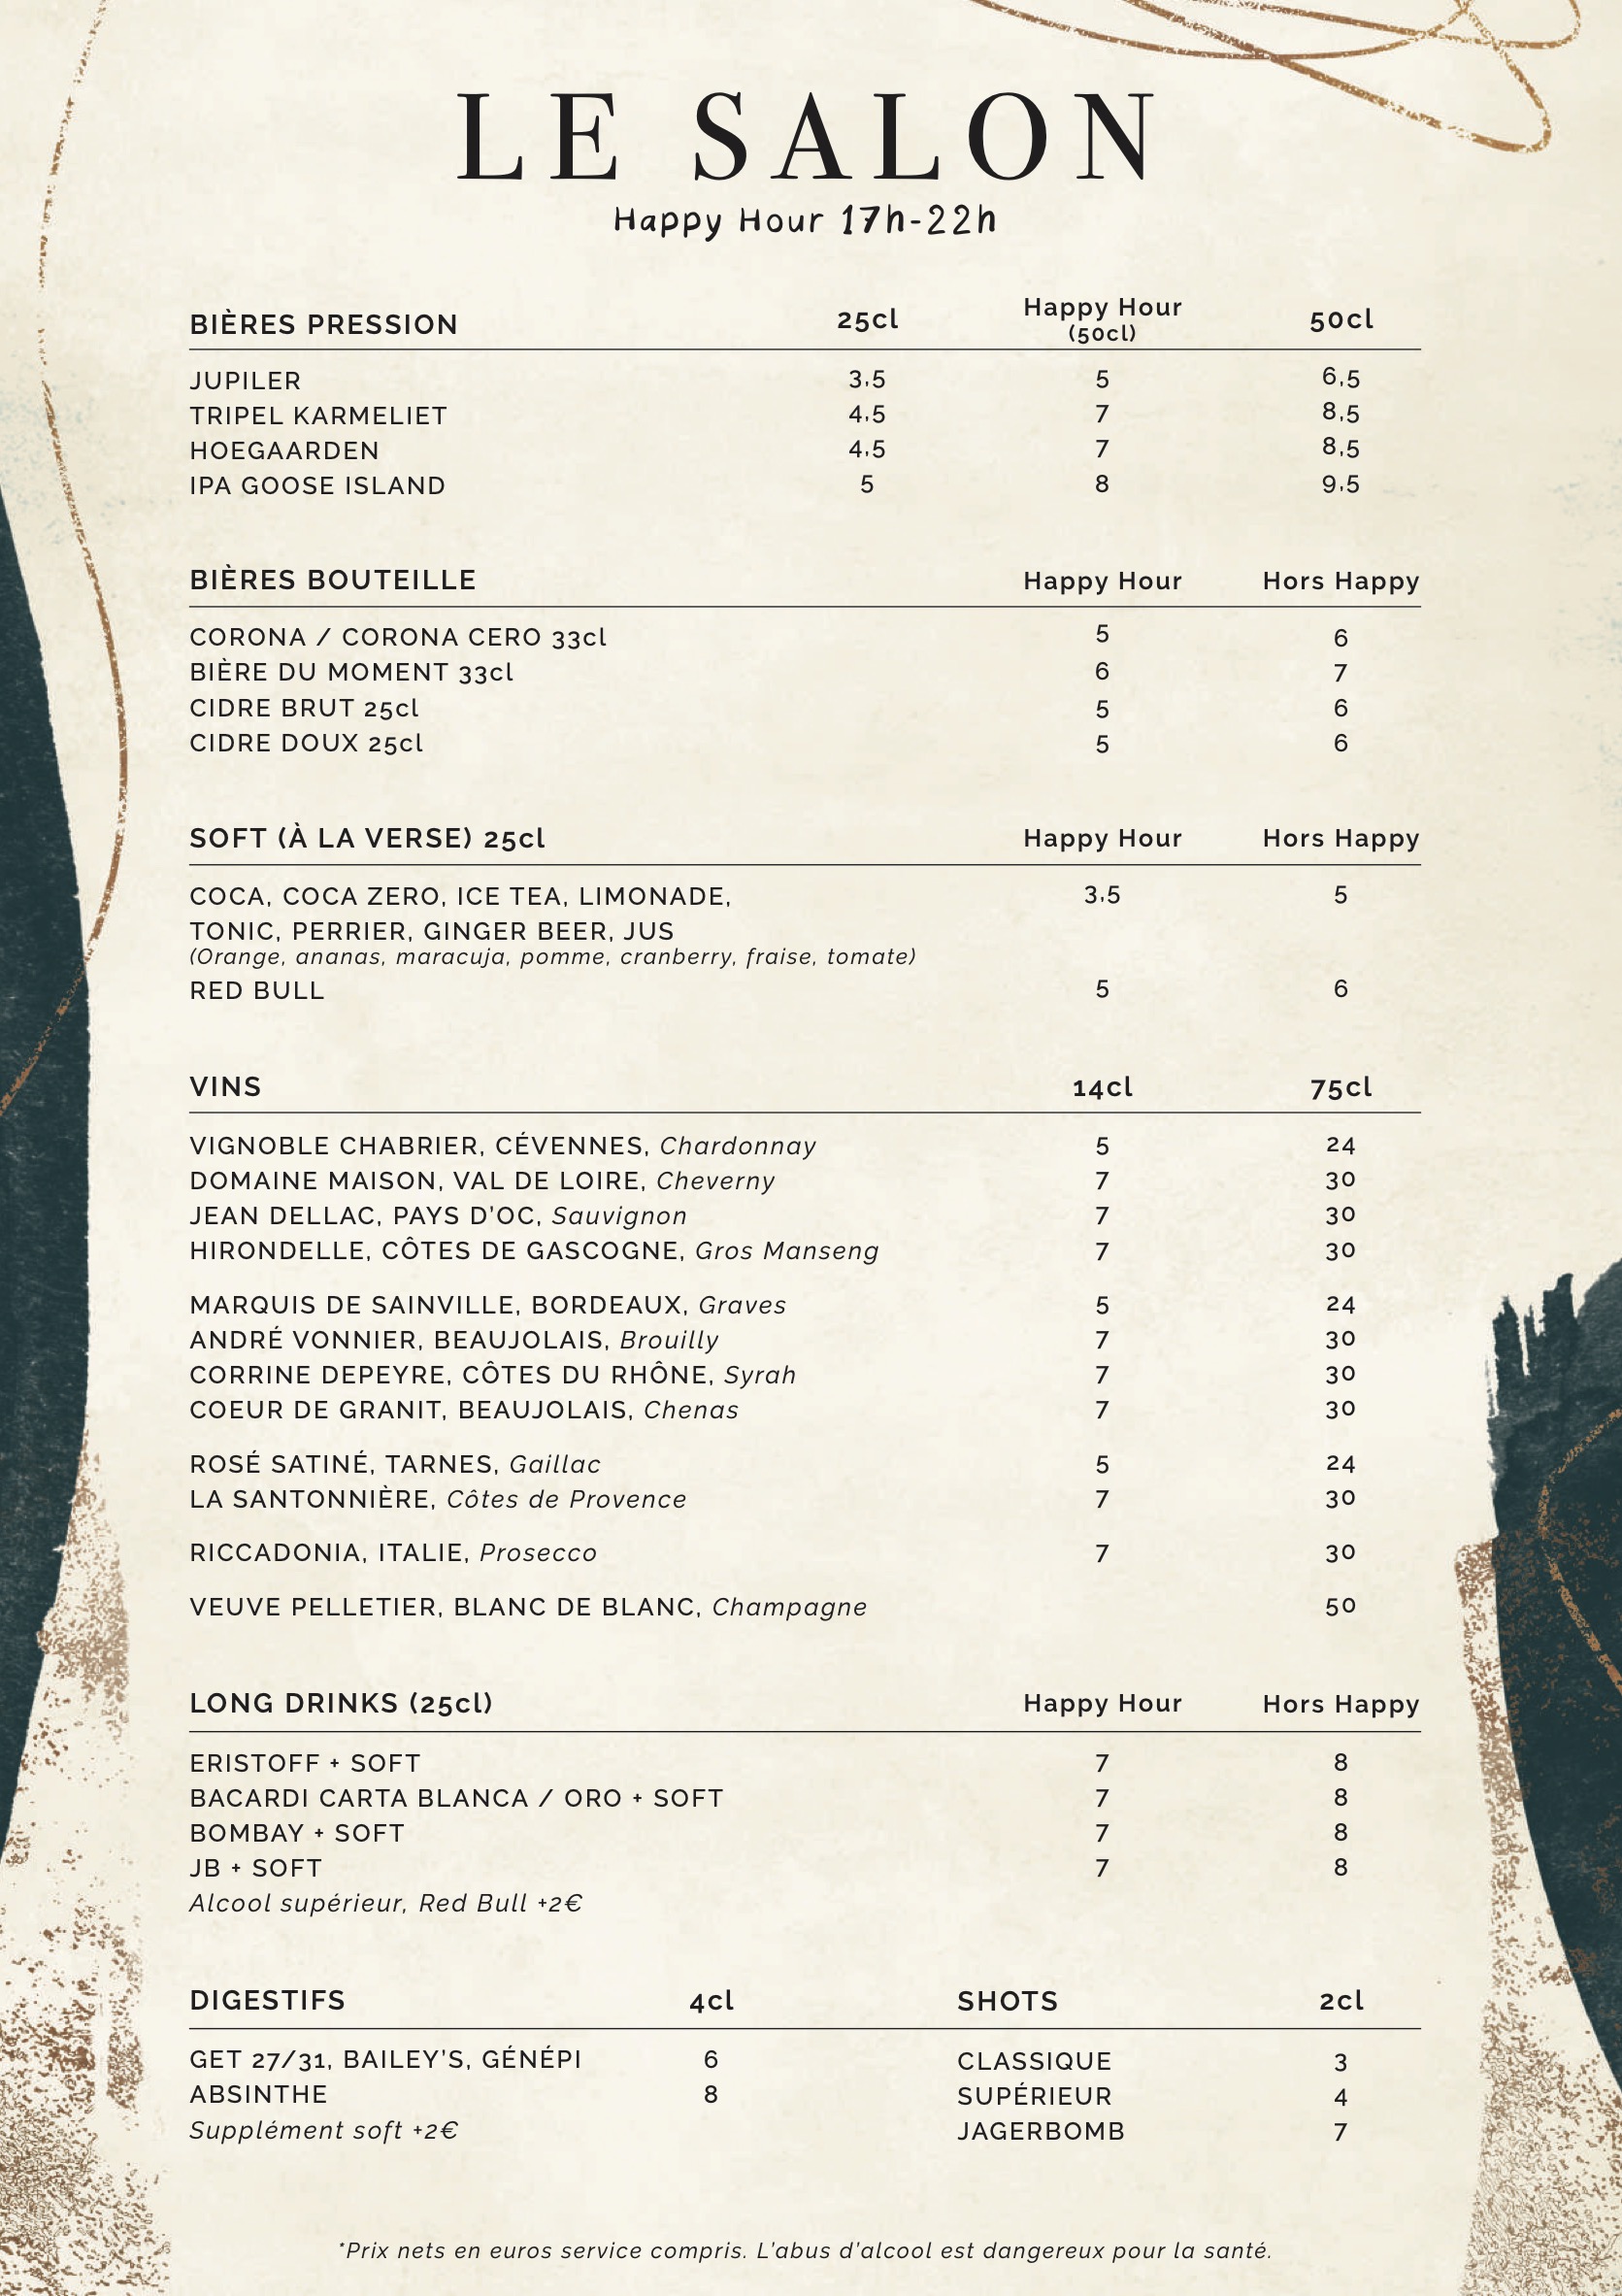 LE SALON
Happy Hour 17h-22h
BIÈRES PRESSION 25cl Happy Hour (50cl) 50cl
JUPILER 3,5 5 6,5
TRIPEL KARMELIET 4,5 7 8,5
HOEGAARDEN 4,5 7 8,5
IPA GOOSE ISLAND 5 8 9,5
BIÈRES BOUTEILLE Happy Hour Hors Happy
CORONA / CORONA CERO 33cl 5 6
BIÈRE DU MOMENT 33cl 6 7
CIDRE BRUT 25cl 5 6
CIDRE DOUX 25cl 5 6
SOFT (À LA VERSE) 25cl Happy Hour Hors Happy
COCA, COCA ZERO, ICE TEA, LIMONADE, 3,5 5
TONIC, PERRIER, GINGER BEER, JUS
(Orange, ananas, maracuja, pomme, cranberry, fraise, tomate)
RED BULL 5 6
VINS 14cl 75cl
VIGNOBLE CHABRIER, CÉVENNES, Chardonnay 5 24
DOMAINE MAISON, VAL DE LOIRE, Cheverny 7 30
JEAN DELLAC, PAYS D'OC, Sauvignon 7 30
HIRONDELLE, CÔTES DE GASCOGNE, Gros Manseng 7 30
MARQUIS DE SAINVILLE, BORDEAUX, Graves 5 24
ANDRÉ VONNIER, BEAUJOLAIS, Brouilly 7 30
CORRINE DEPEYRE, CÔTES DU RHÔNE, Syrah 7 30
COEUR DE GRANIT, BEAUJOLAIS, Chenas 7 30
ROSÉ SATINÉ, TARNES, Gaillac 5 24
LA SANTONNIÈRE, Côtes de Provence 7 30
RICCADONIA, ITALIE, Prosecco 7 30
VEUVE PELLETIER, BLANC DE BLANC, Champagne 50
LONG DRINKS (25cl) Happy Hour Hors Happy
ERISTOFF + SOFT 7 8
BACARDI CARTA BLANCA / ORO + SOFT 7 8
BOMBAY + SOFT 7 8
JB + SOFT 7 8
Alcool supérieur, Red Bull +2€
DIGESTIFS 4cl
GET 27/31, BAILEY'S, GÉNÉPI 6
ABSINTHE 8
Supplément soft +2€
SHOTS 2cl
CLASSIQUE 3
SUPÉRIEUR 4
JAGERBOMB 7
*Prix nets en euros service compris. L'abus d'alcool est dangereux pour la santé.